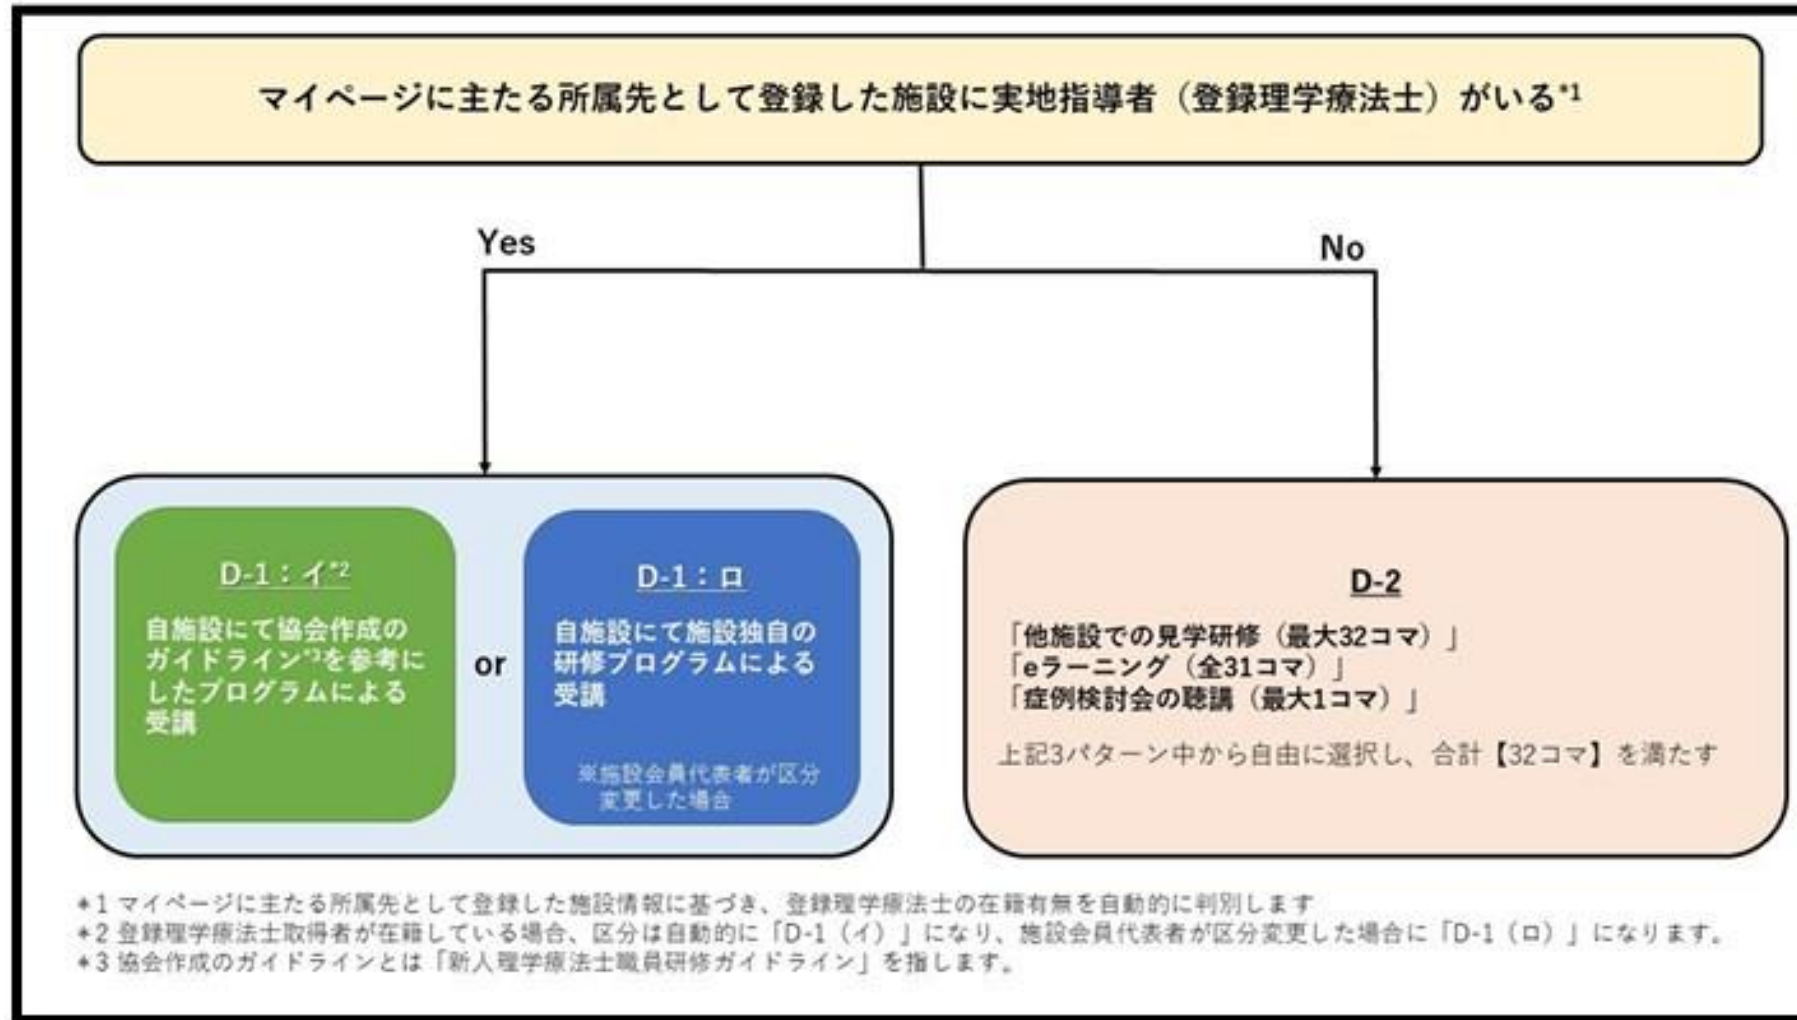 マイページに主たる所属先として登録した施設に実地指導者（登録理学療法士）がいる*1
Yes
No
D-1：イ*2
自施設にて協会作成の
ガイドライン*3を参考に
したプログラムによる
受講
or
D-1：ロ
自施設にて施設独自の
研修プログラムによる
受講
※施設会員代表者が区分
変更した場合
D-2
「他施設での見学研修（最大32コマ）」
「eラーニング（全31コマ）」
「症例検討会の聴講（最大1コマ）」
上記3パターン中から自由に選択し、合計【32コマ】を満たす
*1 マイページに主たる所属先として登録した施設情報に基づき、登録理学療法士の在籍有無を自動的に判別します
*2 登録理学療法士取得者が在籍している場合、区分は自動的に「D-1（イ）」になり、施設会員代表者が区分変更した場合に「D-1（ロ）」になります。
*3 協会作成のガイドラインとは「新人理学療法士職員研修ガイドライン」を指します。